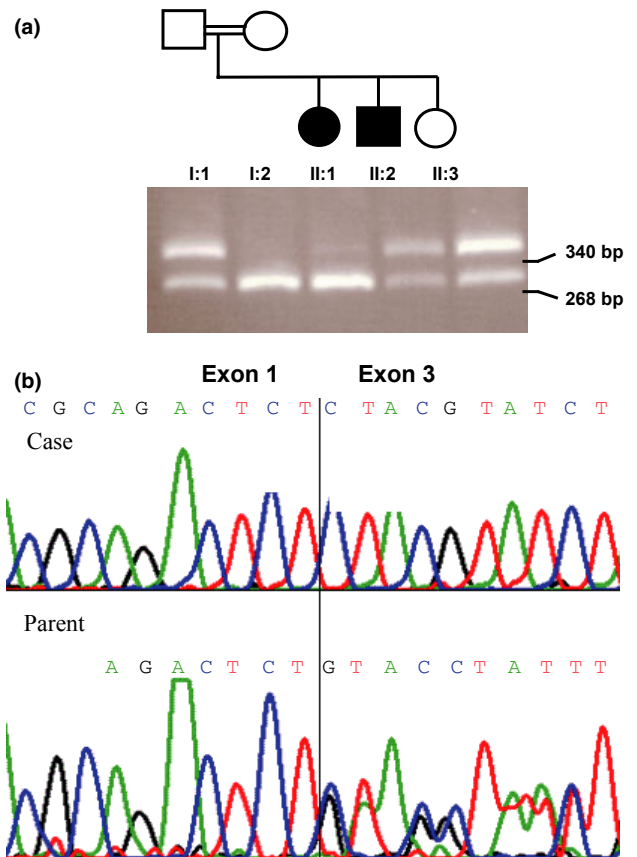 (a)
I:1 I:2 II:1 II:2 II:3
340 bp
268 bp
(b)
Exon 1 Exon 3
C G C A G A C T C T C T A C G T A T C T
Case
Parent
A G A C T C T G T A C C T A T T T